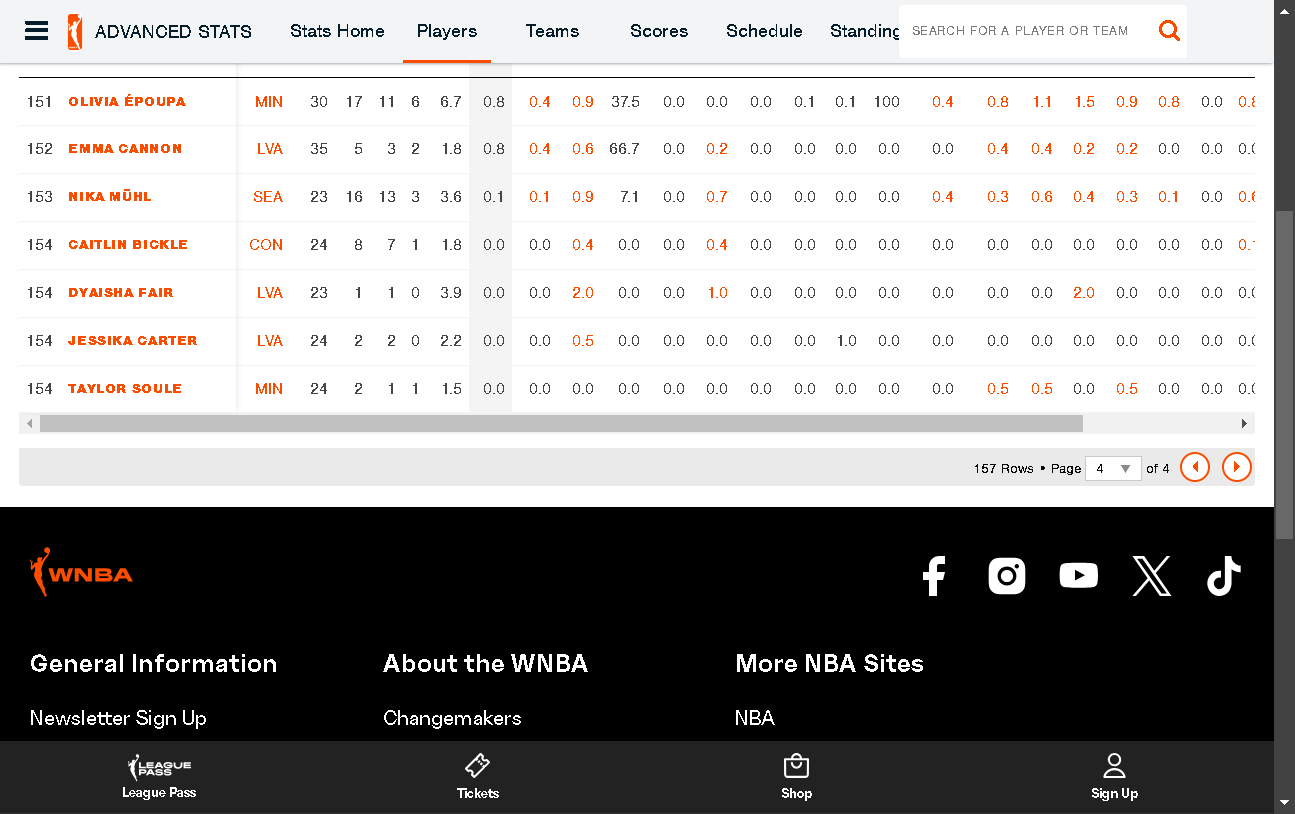 ADVANCED STATS Stats Home Players Teams Scores Schedule Standing SEARCH FOR A PLAYER OR TEAM
151 OLIVIA ÉPOUPA MIN 30 17 11 6 6.7 0.8 0.4 0.9 37.5 0.0 0.0 0.0 0.1 0.1 100 0.4 0.8 1.1 1.5 0.9 0.8 0.0 0.8
152 EMMA CANNON LVA 35 5 3 2 1.8 0.8 0.4 0.6 66.7 0.0 0.2 0.0 0.0 0.0 0.0 0.0 0.4 0.4 0.2 0.2 0.0 0.0 0.0
153 NIKA MÜHL SEA 23 16 13 3 3.6 0.1 0.1 0.9 7.1 0.0 0.7 0.0 0.0 0.0 0.0 0.4 0.3 0.6 0.4 0.3 0.1 0.0 0.6
154 CAITLIN BICKLE CON 24 8 7 1 1.8 0.0 0.0 0.4 0.0 0.0 0.4 0.0 0.0 0.0 0.0 0.0 0.0 0.0 0.0 0.0 0.0 0.0 0.1
154 DYAISHA FAIR LVA 23 1 1 0 3.9 0.0 0.0 2.0 0.0 0.0 1.0 0.0 0.0 0.0 0.0 0.0 0.0 0.0 2.0 0.0 0.0 0.0 0.0
154 JESSIKA CARTER LVA 24 2 2 0 2.2 0.0 0.0 0.5 0.0 0.0 0.0 0.0 0.0 1.0 0.0 0.0 0.0 0.0 0.0 0.0 0.0 0.0 0.0
154 TAYLOR SOULE MIN 24 2 1 1 1.5 0.0 0.0 0.0 0.0 0.0 0.0 0.0 0.0 0.0 0.0 0.0 0.5 0.5 0.0 0.5 0.0 0.0 0.0
157 Rows • Page 4 of 4
WNBA
General Information About the WNBA More NBA Sites
Newsletter Sign Up Changemakers NBA
LEAGUE PASS
League Pass Tickets Shop Sign Up